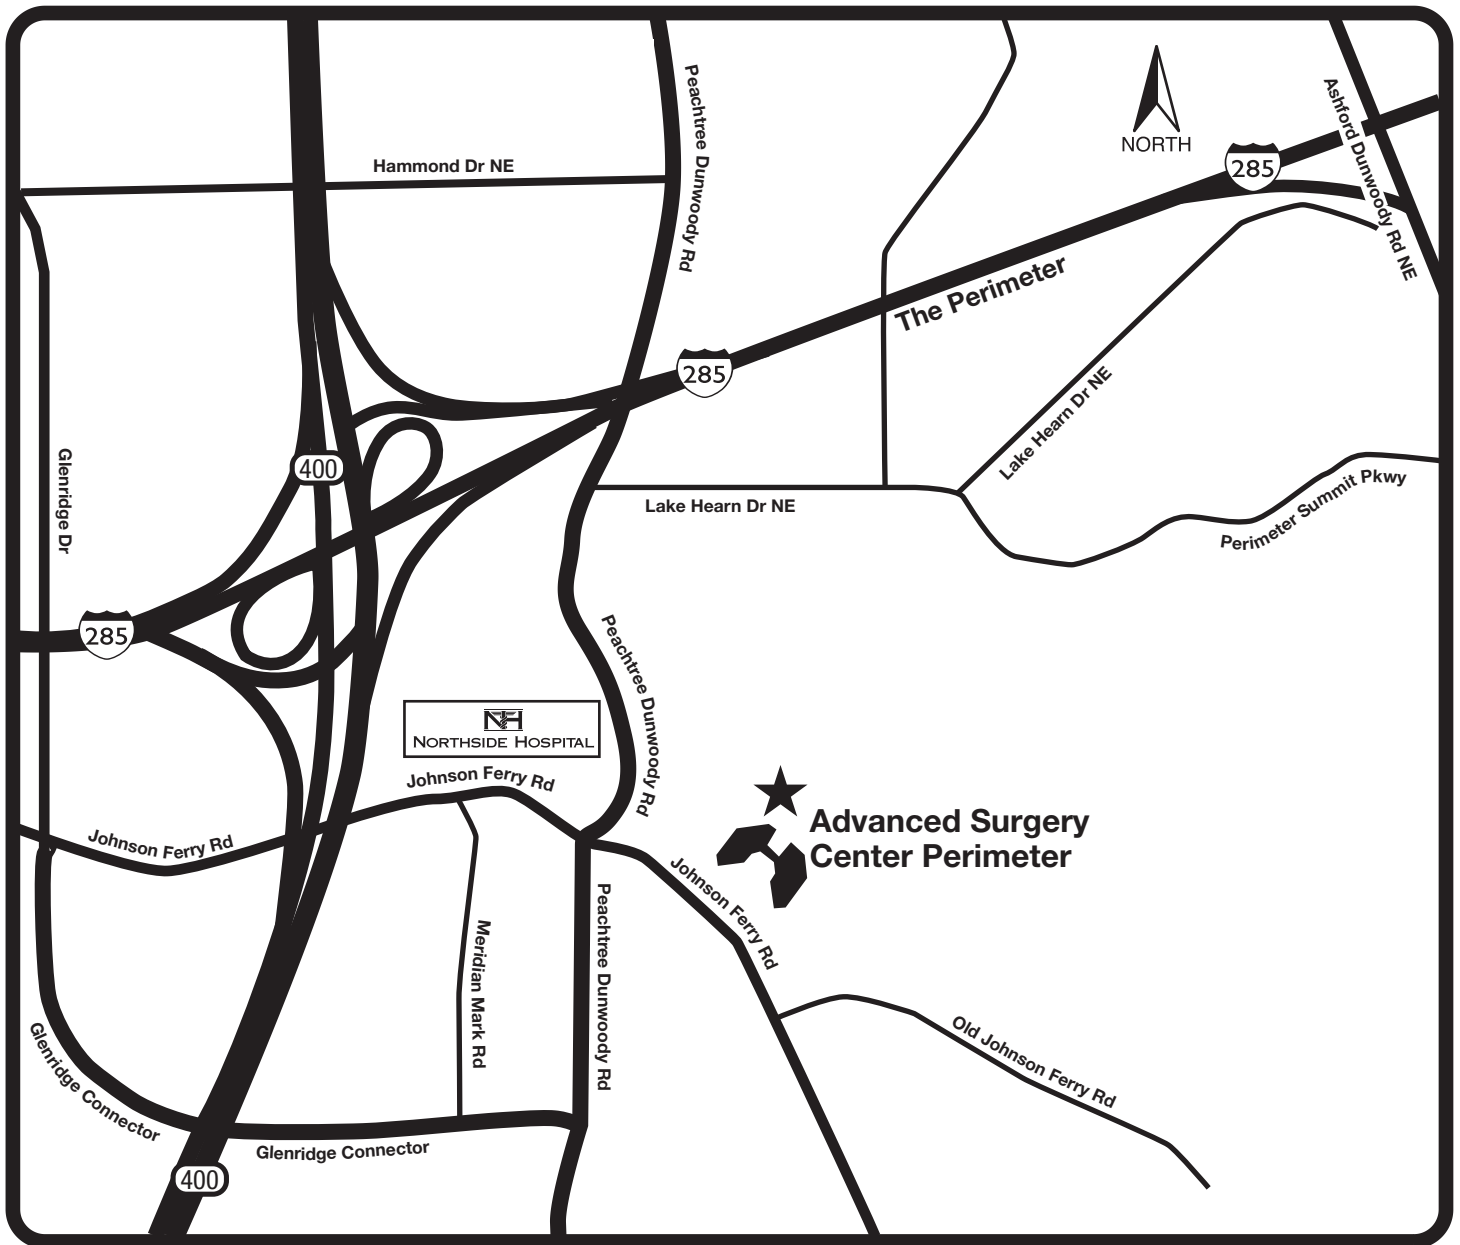 Peachtree Dunwoody Rd
Ashford Dunwoody Rd NE
NORTH
285
Hammond Dr NE
The Perimeter
285
Lake Hearn Dr NE
Glenridge Dr
400
Lake Hearn Dr NE
Perimeter Summit Pkwy
285
Peachtree Dunwoody Rd
NH
NORTHSIDE HOSPITAL
Johnson Ferry Rd
Johnson Ferry Rd
Advanced Surgery
Center Perimeter
Johnson Ferry Rd
Peachtree Dunwoody Rd
Meridian Mark Rd
Glenridge Connector
Old Johnson Ferry Rd
Glenridge Connector
400